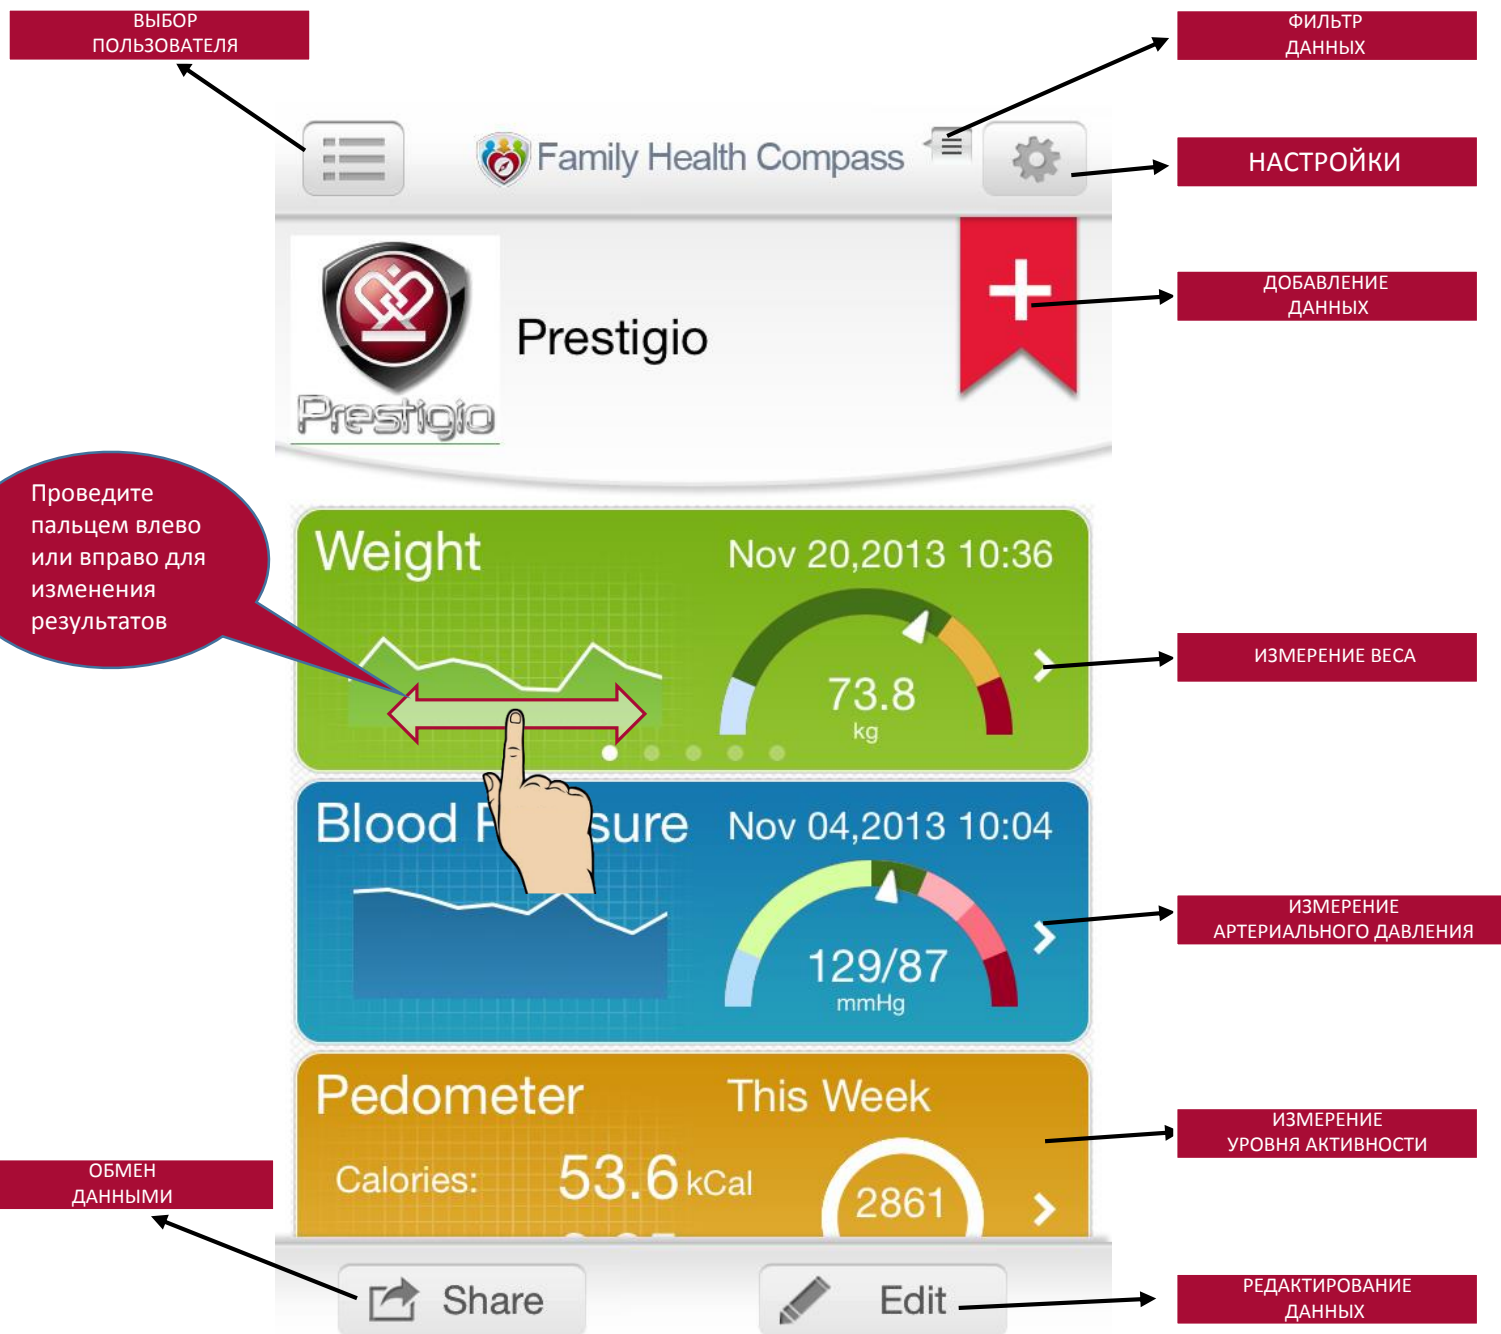 ВЫБОР
ПОЛЬЗОВАТЕЛЯ
ФИЛЬТР
ДАННЫХ
Family Health Compass
НАСТРОЙКИ
Prestigio
Prestigio
ДОБАВЛЕНИЕ
ДАННЫХ
Проведите
пальцем влево
или вправо для
изменения
результатов
Weight
Nov 20,2013 10:36
73.8
kg
ИЗМЕРЕНИЕ ВЕСА
Blood P sure
Nov 04,2013 10:04
129/87
mmHg
ИЗМЕРЕНИЕ
АРТЕРИАЛЬНОГО ДАВЛЕНИЯ
Pedometer
This Week
Calories: 53.6 kCal
2861
ИЗМЕРЕНИЕ
УРОВНЯ АКТИВНОСТИ
ОБМЕН
ДАННЫМИ
Share
Edit
РЕДАКТИРОВАНИЕ
ДАННЫХ